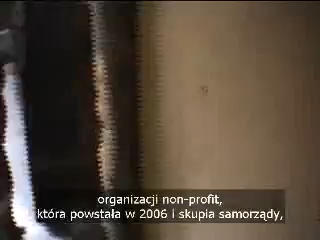 organizacji non-profit,
która powstała w 2006 i skupia samorządy,